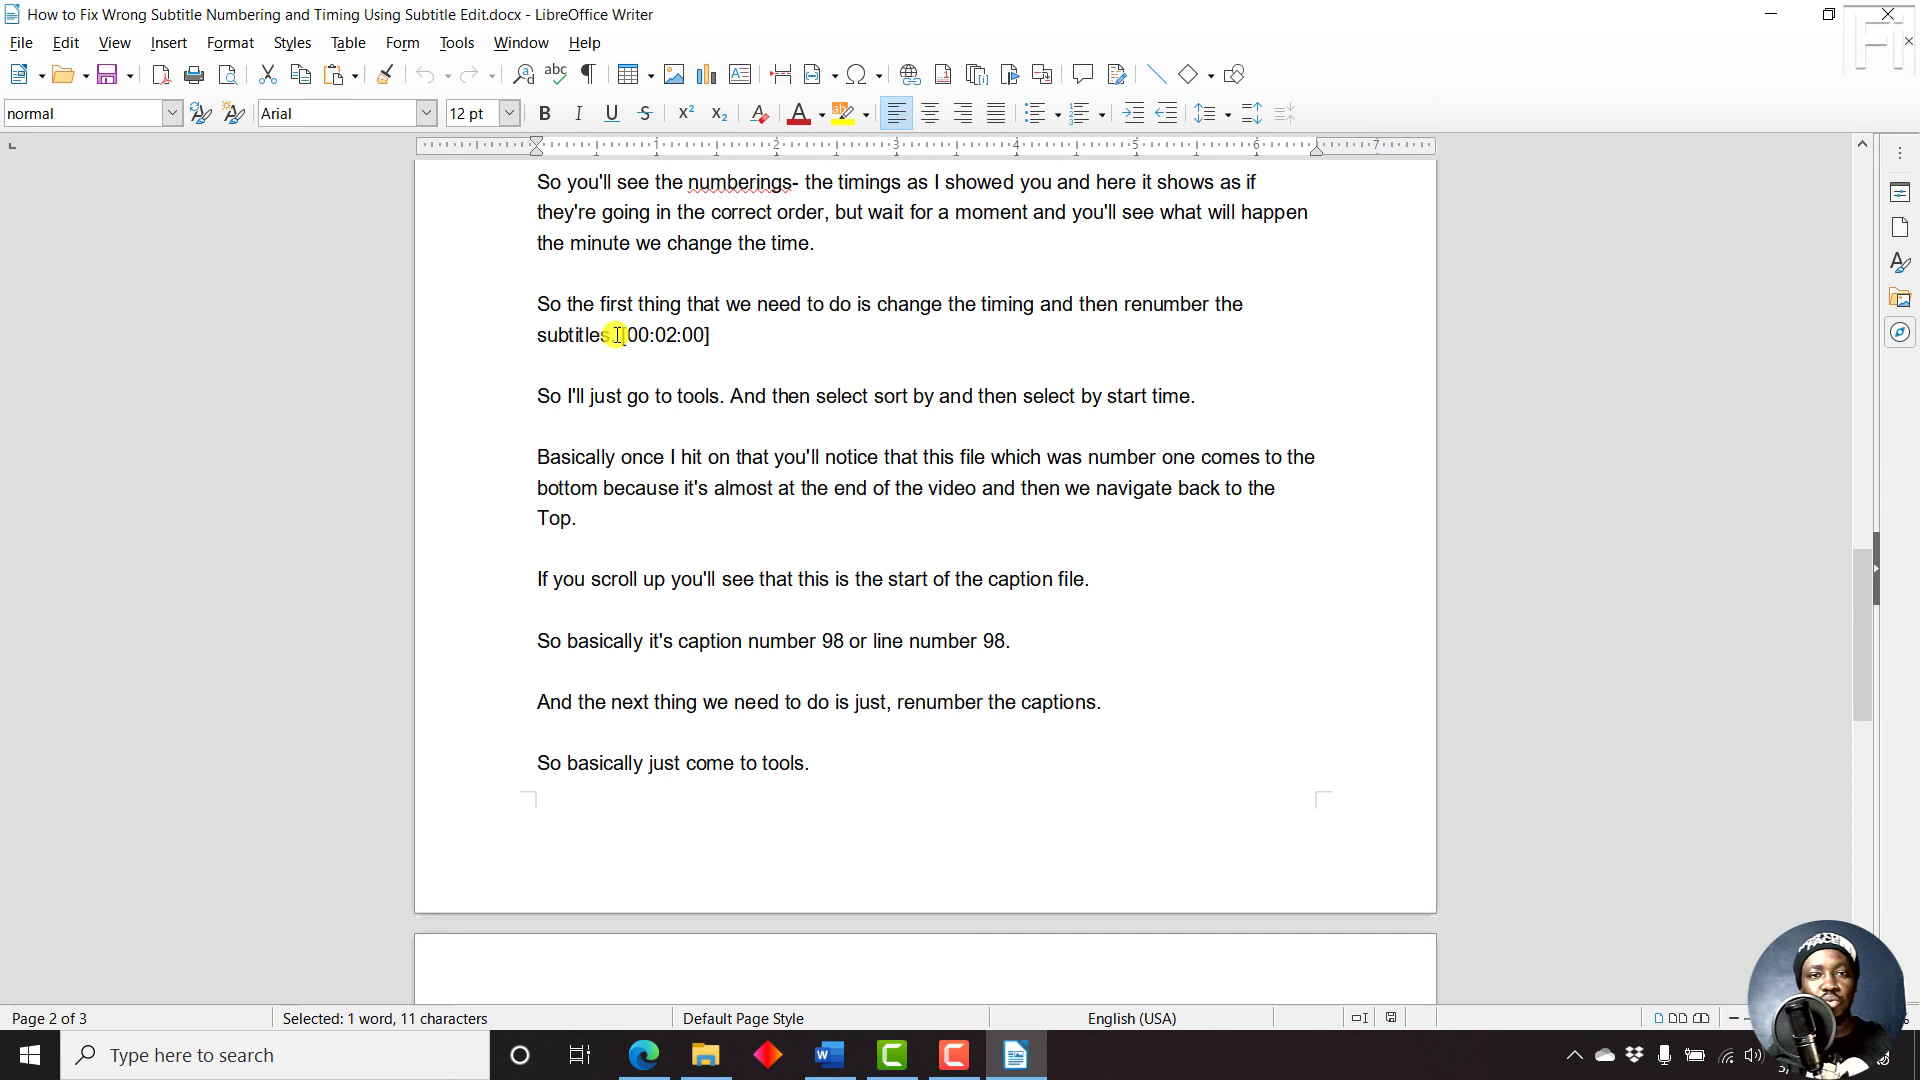 How to Fix Wrong Subtitle Numbering and Timing Using Subtitle Edit.docx - LibreOffice Writer
File Edit View Insert Format Styles Table Form Tools Window Help
normal Arial 12 pt
1 2 3 4 5 6 7
So you'll see the numberings- the timings as I showed you and here it shows as if
they're going in the correct order, but wait for a moment and you'll see what will happen
the minute we change the time.
So the first thing that we need to do is change the timing and then renumber the
subtitles. [00:02:00]
So I'll just go to tools. And then select sort by and then select by start time.
Basically once I hit on that you'll notice that this file which was number one comes to the
bottom because it's almost at the end of the video and then we navigate back to the
Top.
If you scroll up you'll see that this is the start of the caption file.
So basically it's caption number 98 or line number 98.
And the next thing we need to do is just, renumber the captions.
So basically just come to tools.
Page 2 of 3 Selected: 1 word, 11 characters Default Page Style English (USA)
Type here to search